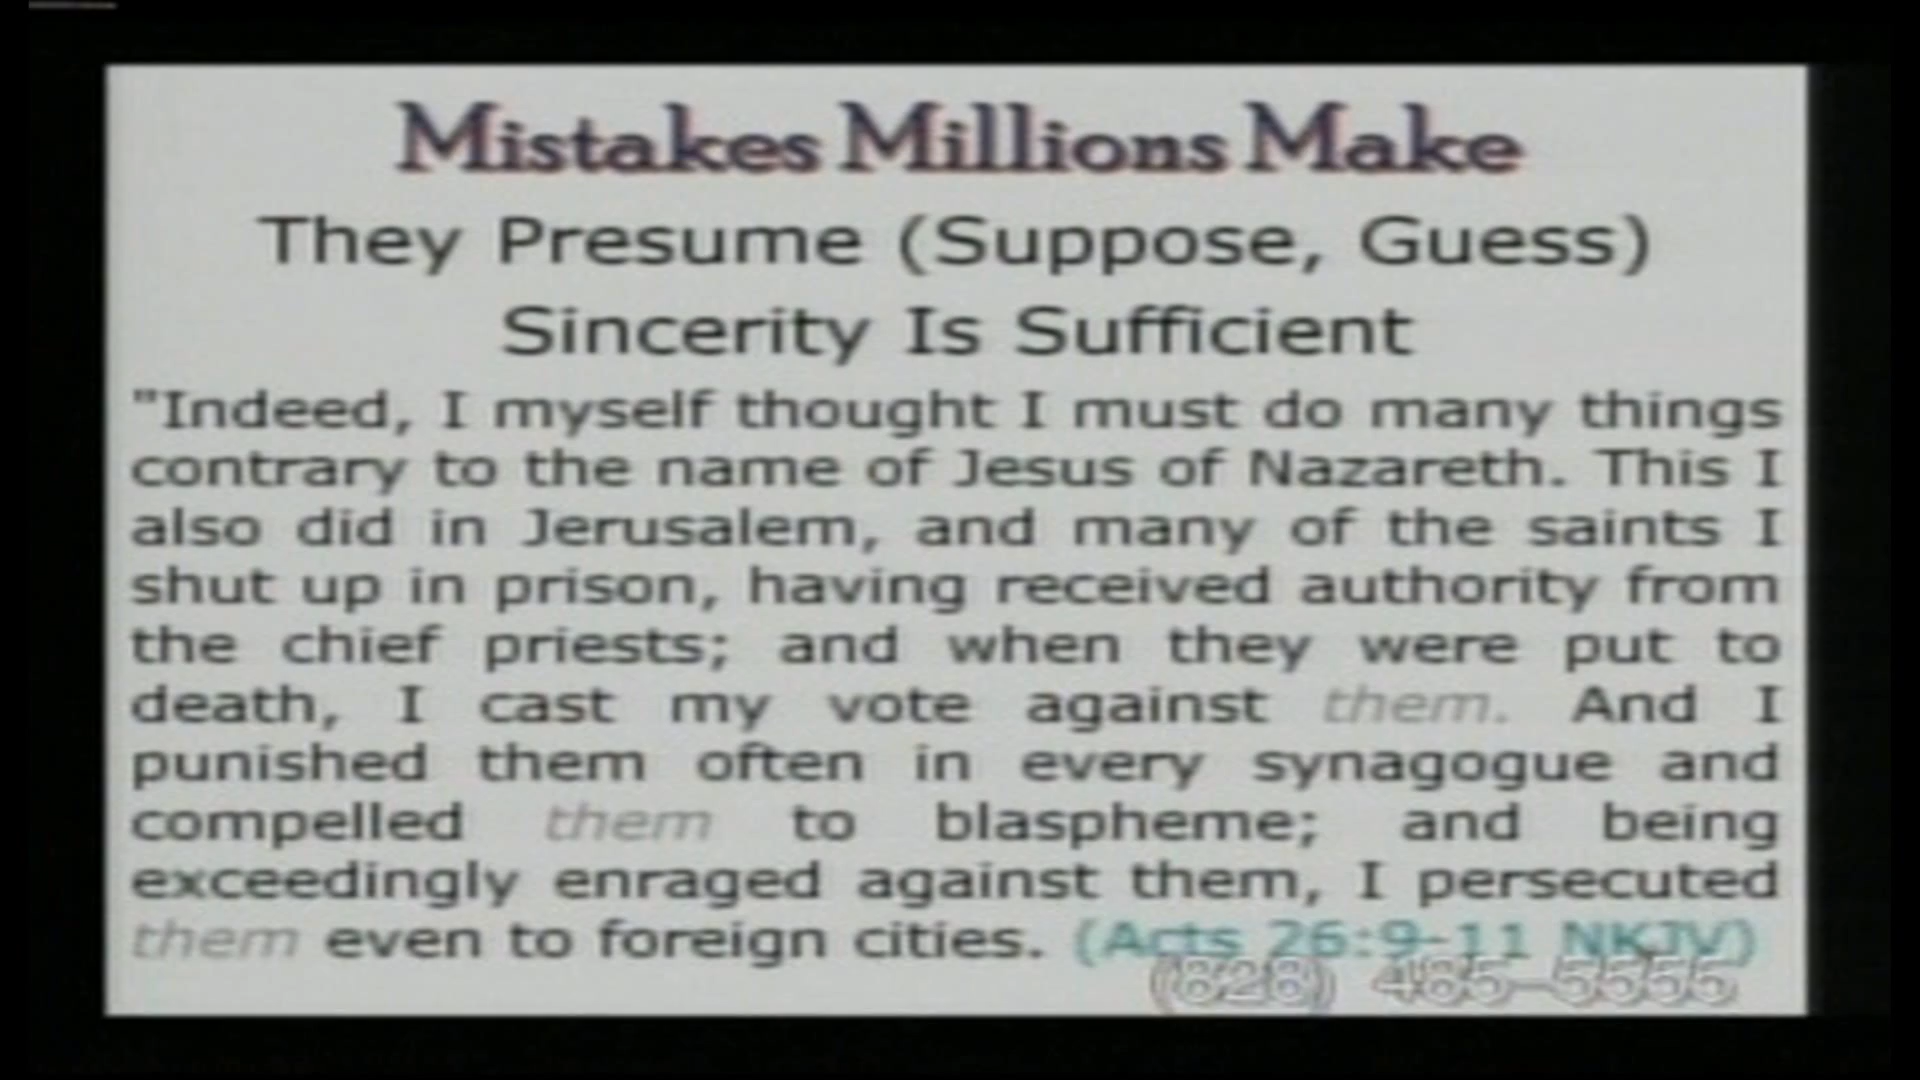 Mistakes Millions Make
They Presume (Suppose, Guess)
Sincerity Is Sufficient
"Indeed, I myself thought I must do many things
contrary to the name of Jesus of Nazareth. This I
also did in Jerusalem, and many of the saints I
shut up in prison, having received authority from
the chief priests; and when they were put to
death, I cast my vote against them. And I
punished them often in every synagogue and
compelled them to blaspheme; and being
exceedingly enraged against them, I persecuted
them even to foreign cities. (Acts 26:9-11 NKJV)
(828) 485-5555